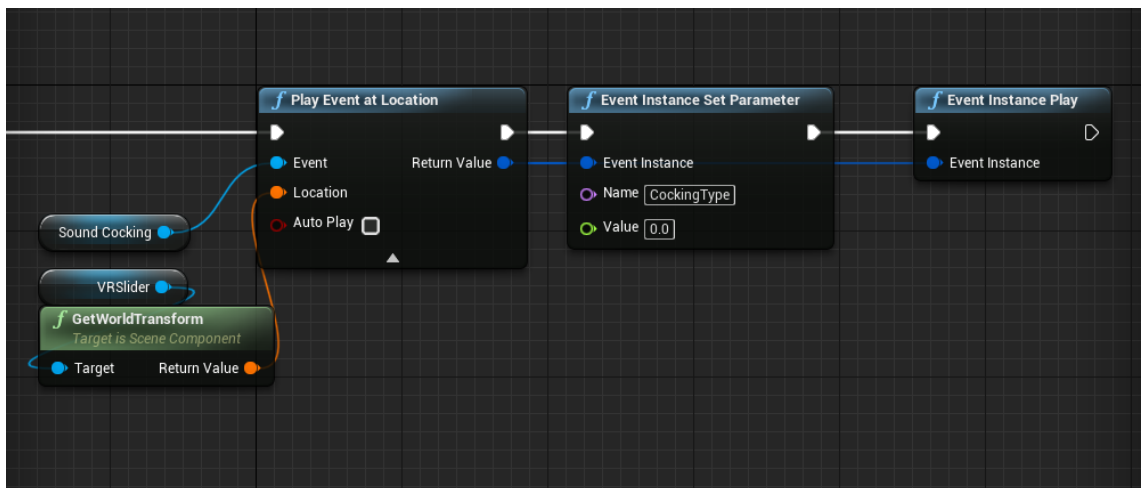 Play Event at Location
Event
Return Value
Location
Auto Play
Event Instance Set Parameter
Event Instance
Name CockingType
Value 0.0
Event Instance Play
Event Instance
Sound Cocking
VRSlider
GetWorldTransform
Target is Scene Component
Target
Return Value